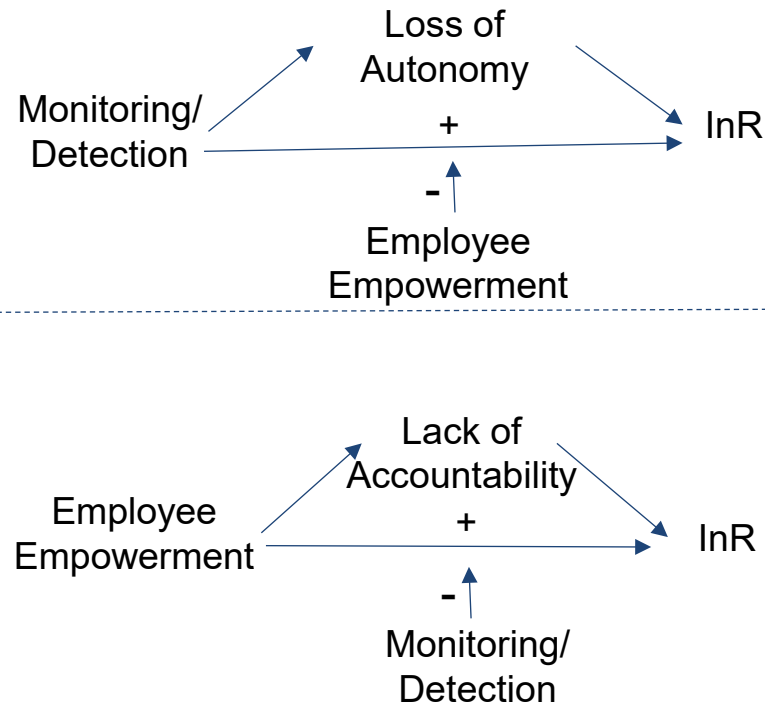 Loss of
Autonomy
Monitoring/
Detection
+
InR
-
Employee
Empowerment
Lack of
Accountability
Employee
Empowerment
+
InR
-
Monitoring/
Detection